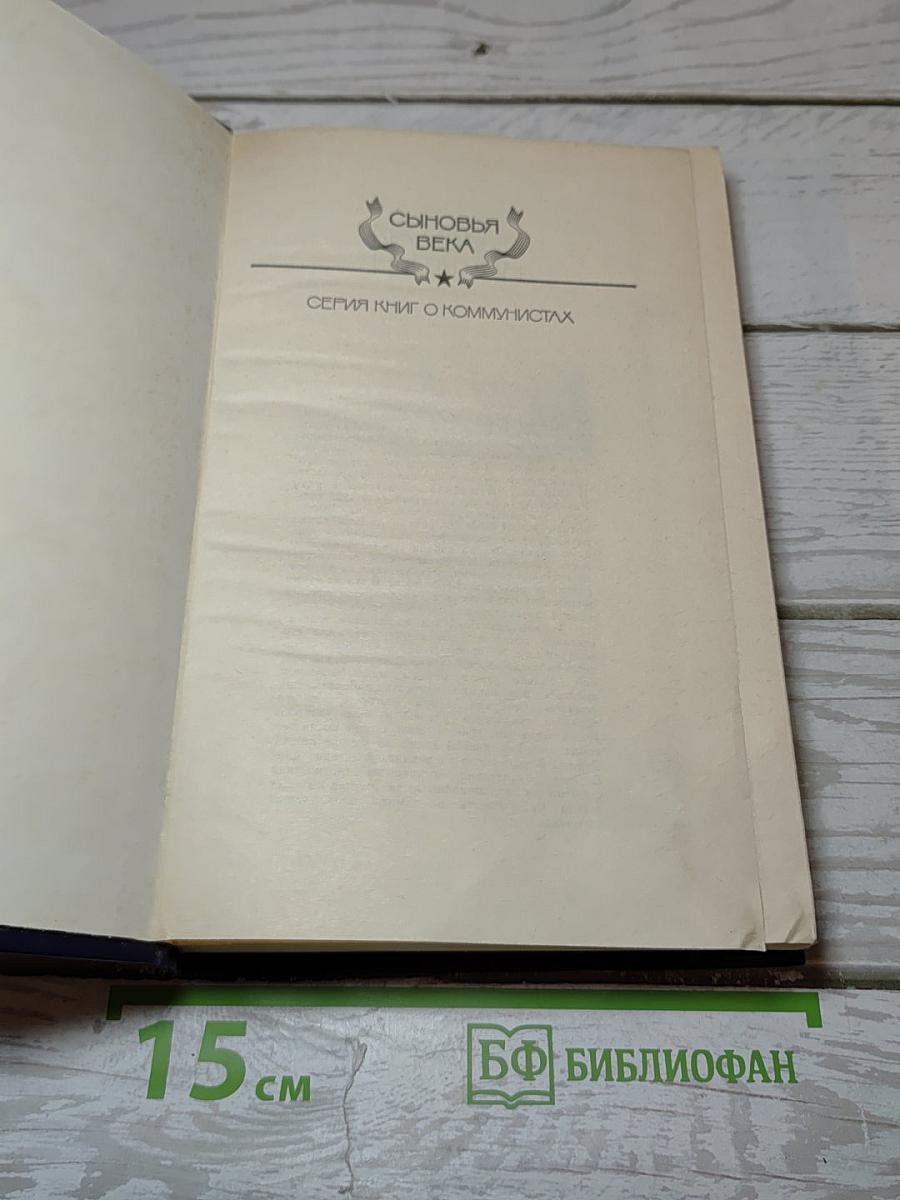 СЫНОВЬЯ
ВЕКА
СЕРИЯ КНИГ О КОММУНИСТАХ
15 см
БФ БИБЛИОФАН